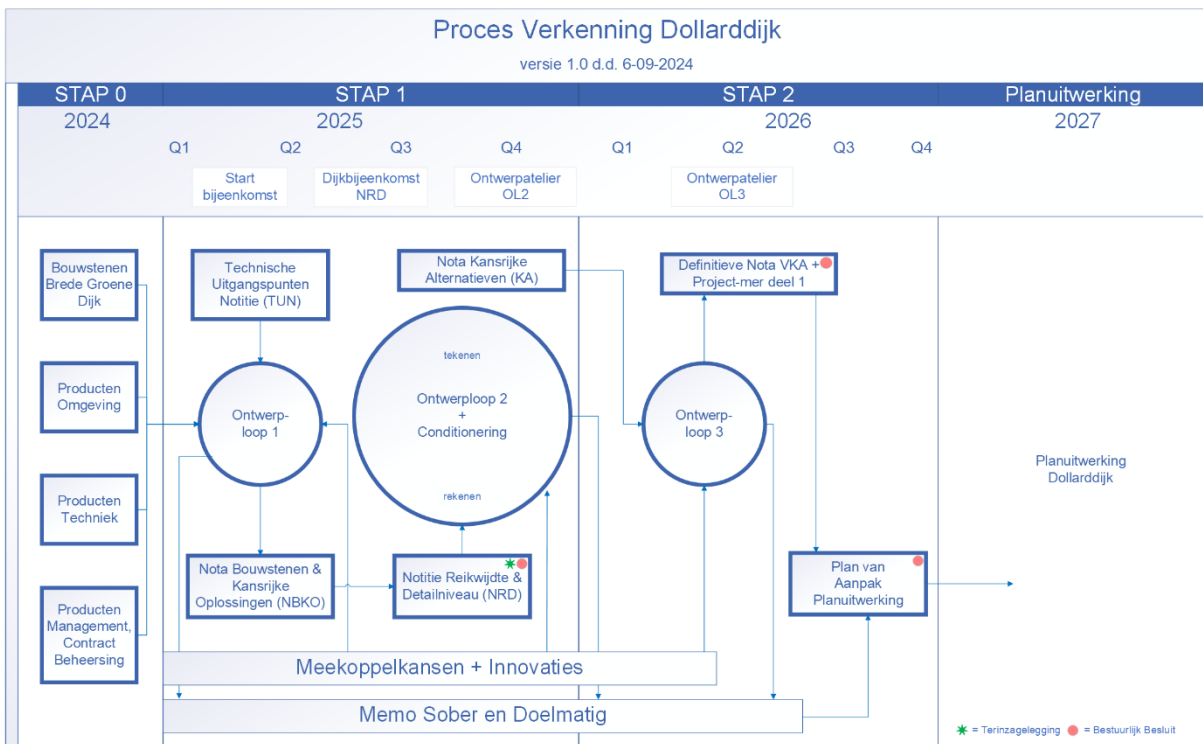 Proces Verkenning Dollarddijk
versie 1.0 d.d. 6-09-2024
STAP 0
STAP 1
STAP 2
Planuitwerking
2024
2025
2026
2027
Q1
Q2
Q3
Q4
Q1
Q2
Q3
Q4
Start
bijeenkomst
Dijkbijeenkomst
NRD
Ontwerpatelier
OL2
Ontwerpatelier
OL3
Bouwstenen
Brede Groene
Dijk
Technische
Uitgangspunten
Notitie (TUN)
Nota Kansrijke
Alternatieven (KA)
Definitieve Nota VKA +
Project-mer deel 1
Producten
Omgeving
Ontwerp-
loop 1
tekenen
Ontwerploop 2
+
Conditionering
rekenen
Ontwerp-
loop 3
Producten
Techniek
Planuitwerking
Dollarddijk
Nota Bouwstenen &
Kansrijke
Oplossingen (NBKO)
Notitie Reikwijdte &
Detailniveau (NRD)
Plan van
Aanpak
Planuitwerking
Producten
Management,
Contract
Beheersing
Meekoppelkansen + Innovaties
Memo Sober en Doelmatig
= Terinzagelegging
= Bestuurlijk Besluit